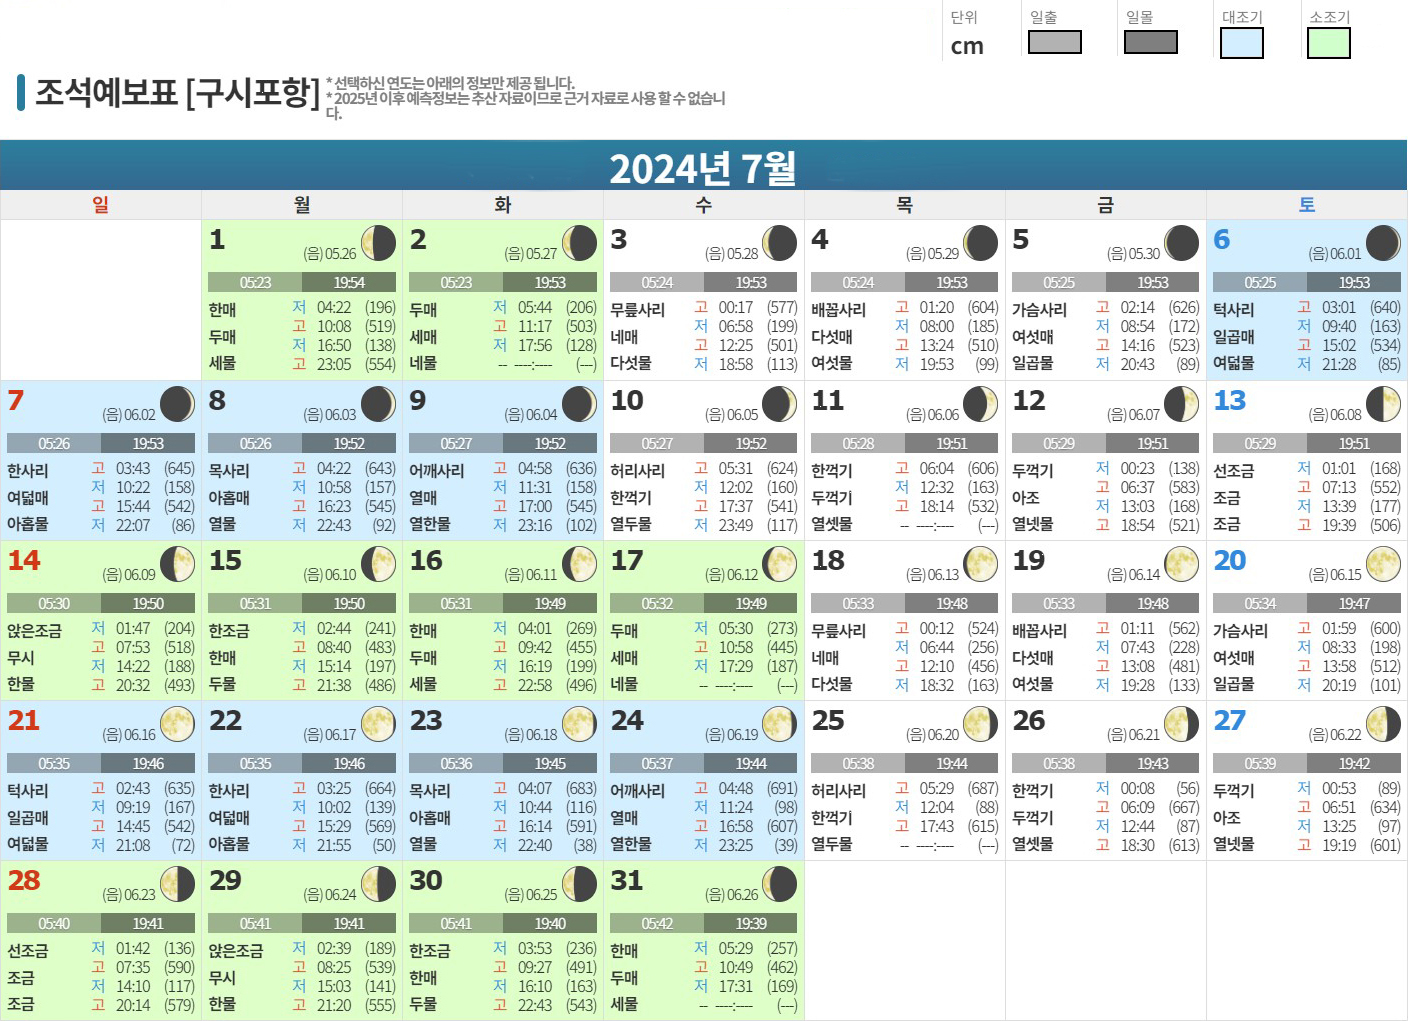 단위 일출 일몰 대조기 소조기
cm
조석예보표 [구시포항]
* 선택하신 연도는 아래의 정보만 제공 됩니다.
* 2025년 이후 예측정보는 추산 자료이므로 근거 자료로 사용 할 수 없습니
다.
2024년 7월
일 월 화 수 목 금 토
1 (음) 05.26
05:23 19:54
한매 두매 세물
저 04:22 (196)
고 10:08 (519)
저 16:50 (138)
고 23:05 (554)
2 (음) 05.27
05:23 19:53
두매 세매 네물
저 05:44 (206)
고 11:17 (503)
저 17:56 (128)
-- ----:---- (---)
3 (음) 05.28
05:24 19:53
무릎사리 네매 다섯물
고 00:17 (577)
저 06:58 (199)
고 12:25 (501)
저 18:58 (113)
4 (음) 05.29
05:24 19:53
배꼽사리 다섯매 여섯물
고 01:20 (604)
저 08:00 (185)
고 13:24 (510)
저 19:53 (99)
5 (음) 05.30
05:25 19:53
가슴사리 여섯매 일곱물
고 02:14 (626)
저 08:54 (172)
고 14:16 (523)
저 20:43 (89)
6 (음) 06.01
05:25 19:53
턱사리 일곱매 여덟물
고 03:01 (640)
저 09:40 (163)
고 15:02 (534)
저 21:28 (85)
7 (음) 06.02
05:26 19:53
한사리 여덟매 아홉물
고 03:43 (645)
저 10:22 (158)
고 15:44 (542)
저 22:07 (86)
8 (음) 06.03
05:26 19:52
목사리 아홉매 열물
고 04:22 (643)
저 10:58 (157)
고 16:23 (545)
저 22:43 (92)
9 (음) 06.04
05:27 19:52
어깨사리 열매 열한물
고 04:58 (636)
저 11:31 (158)
고 17:00 (545)
저 23:16 (102)
10 (음) 06.05
05:27 19:52
허리사리 한꺽기 열두물
고 05:31 (624)
저 12:02 (160)
고 17:37 (541)
저 23:49 (117)
11 (음) 06.06
05:28 19:51
한꺽기 두꺽기 열셋물
고 06:04 (606)
저 12:32 (163)
고 18:14 (532)
-- ----:---- (---)
12 (음) 06.07
05:29 19:51
두꺽기 아조 열넷물
저 00:23 (138)
고 06:37 (583)
저 13:03 (168)
고 18:54 (521)
13 (음) 06.08
05:29 19:51
선조금 조금 조금
저 01:01 (168)
고 07:13 (552)
저 13:39 (177)
고 19:39 (506)
14 (음) 06.09
05:30 19:50
앉은조금 무시 한물
저 01:47 (204)
고 07:53 (518)
저 14:22 (188)
고 20:32 (493)
15 (음) 06.10
05:31 19:50
한조금 한매 두물
저 02:44 (241)
고 08:40 (483)
저 15:14 (197)
고 21:38 (486)
16 (음) 06.11
05:31 19:49
한매 두매 세물
저 04:01 (269)
고 09:42 (455)
저 16:19 (199)
고 22:58 (496)
17 (음) 06.12
05:32 19:49
두매 세매 네물
저 05:30 (273)
고 10:58 (445)
저 17:29 (187)
-- ----:---- (---)
18 (음) 06.13
05:33 19:48
무릎사리 네매 다섯물
고 00:12 (524)
저 06:44 (256)
고 12:10 (456)
저 18:32 (163)
19 (음) 06.14
05:33 19:48
배꼽사리 다섯매 여섯물
고 01:11 (562)
저 07:43 (228)
고 13:08 (481)
저 19:28 (133)
20 (음) 06.15
05:34 19:47
가슴사리 여섯매 일곱물
고 01:59 (600)
저 08:33 (198)
고 13:58 (512)
저 20:19 (101)
21 (음) 06.16
05:35 19:46
턱사리 일곱매 여덟물
고 02:43 (635)
저 09:19 (167)
고 14:45 (542)
저 21:08 (72)
22 (음) 06.17
05:35 19:46
한사리 여덟매 아홉물
고 03:25 (664)
저 10:02 (139)
고 15:29 (569)
저 21:55 (50)
23 (음) 06.18
05:36 19:45
목사리 아홉매 열물
고 04:07 (683)
저 10:44 (116)
고 16:14 (591)
저 22:40 (38)
24 (음) 06.19
05:37 19:44
어깨사리 열매 열한물
고 04:48 (691)
저 11:24 (98)
고 16:58 (607)
저 23:25 (39)
25 (음) 06.20
05:38 19:44
허리사리 한꺽기 열두물
고 05:29 (687)
저 12:04 (88)
고 17:43 (615)
-- ----:---- (---)
26 (음) 06.21
05:38 19:43
한꺽기 두꺽기 열셋물
저 00:08 (56)
고 06:09 (667)
저 12:44 (87)
고 18:30 (613)
27 (음) 06.22
05:39 19:42
두꺽기 아조 열넷물
저 00:53 (89)
고 06:51 (634)
저 13:25 (97)
고 19:19 (601)
28 (음) 06.23
05:40 19:41
선조금 조금 조금
저 01:42 (136)
고 07:35 (590)
저 14:10 (117)
고 20:14 (579)
29 (음) 06.24
05:41 19:41
앉은조금 무시 한물
저 02:39 (189)
고 08:25 (539)
저 15:03 (141)
고 21:20 (555)
30 (음) 06.25
05:41 19:40
한조금 한매 두물
저 03:53 (236)
고 09:27 (491)
저 16:10 (163)
고 22:43 (543)
31 (음) 06.26
05:42 19:39
한매 두매 세물
저 05:29 (257)
고 10:49 (462)
저 17:31 (169)
-- ----:---- (---)